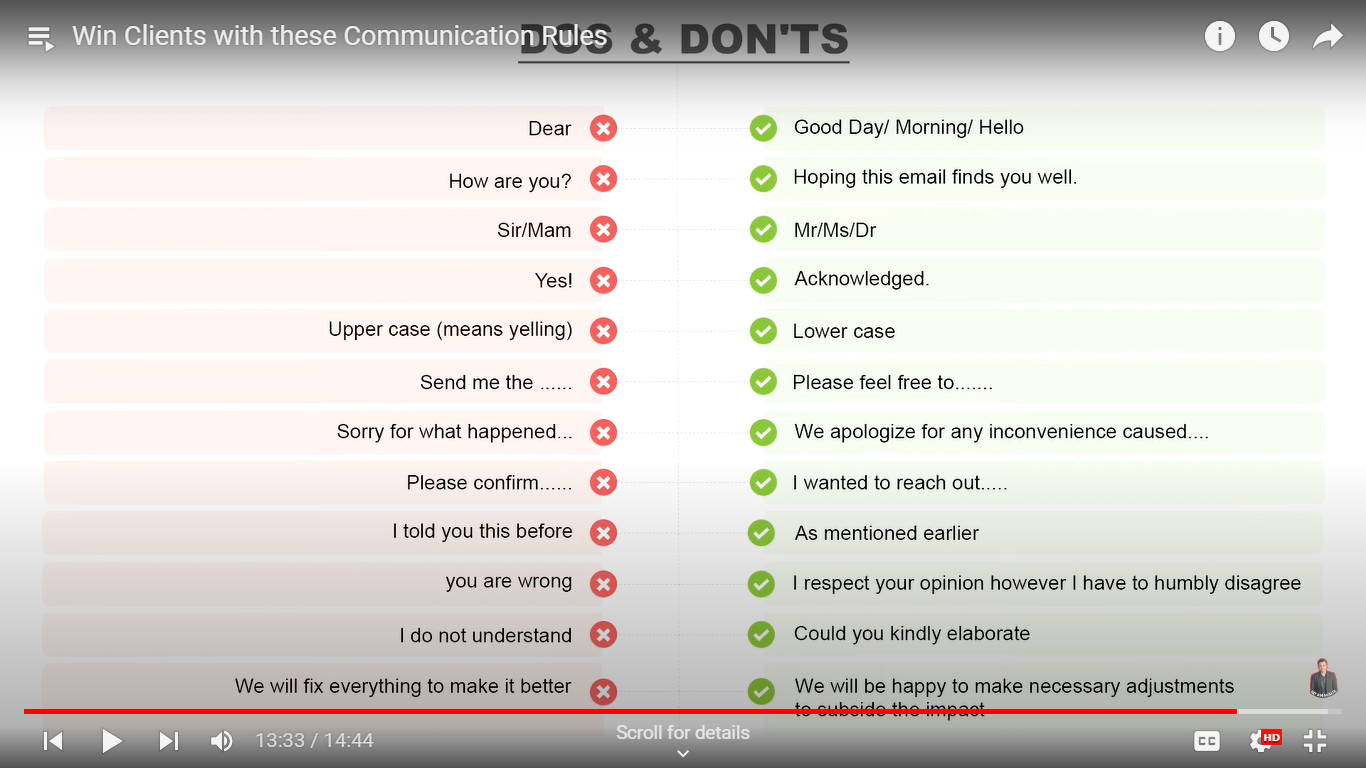 Win Clients with these Communication Rules
DOS & DON'TS
Dear
Good Day/ Morning/ Hello
How are you?
Hoping this email finds you well.
Sir/Mam
Mr/Ms/Dr
Yes!
Acknowledged.
Upper case (means yelling)
Lower case
Send me the ......
Please feel free to.......
Sorry for what happened...
We apologize for any inconvenience caused....
Please confirm......
I wanted to reach out.....
I told you this before
As mentioned earlier
you are wrong
I respect your opinion however I have to humbly disagree
I do not understand
Could you kindly elaborate
We will fix everything to make it better
We will be happy to make necessary adjustments
to subside the impact
Scroll for details
13:33 / 14:44
CC
HD